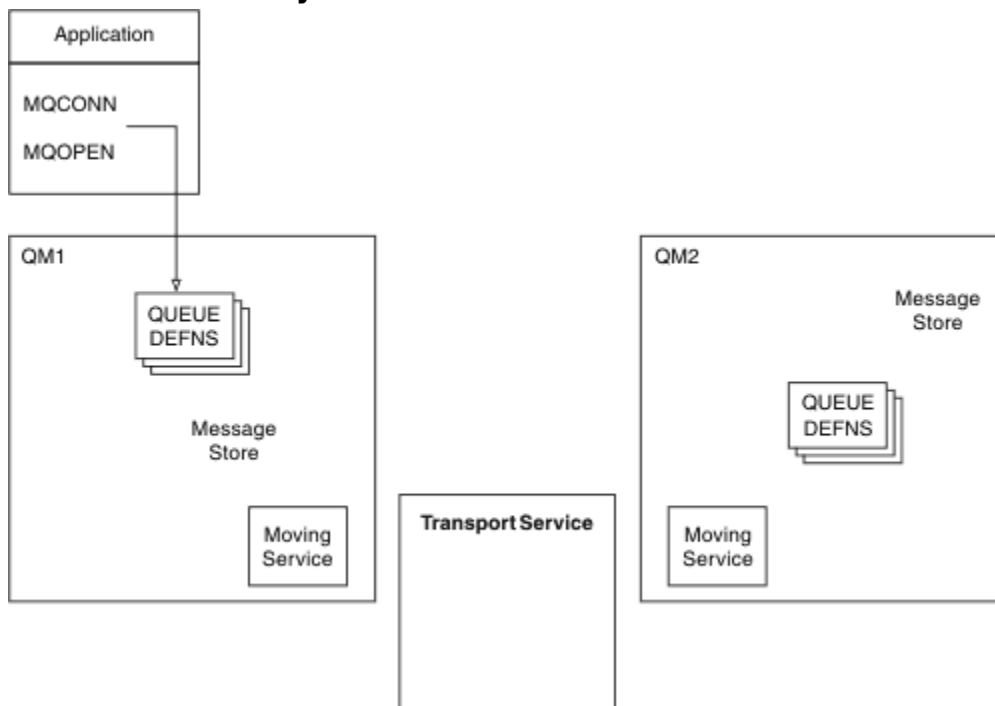 Application
MQCONN
MQOPEN
QM1
QUEUE
DEFNS
Message
Store
Moving
Service
Transport Service
QM2
Message
Store
QUEUE
DEFNS
Moving
Service